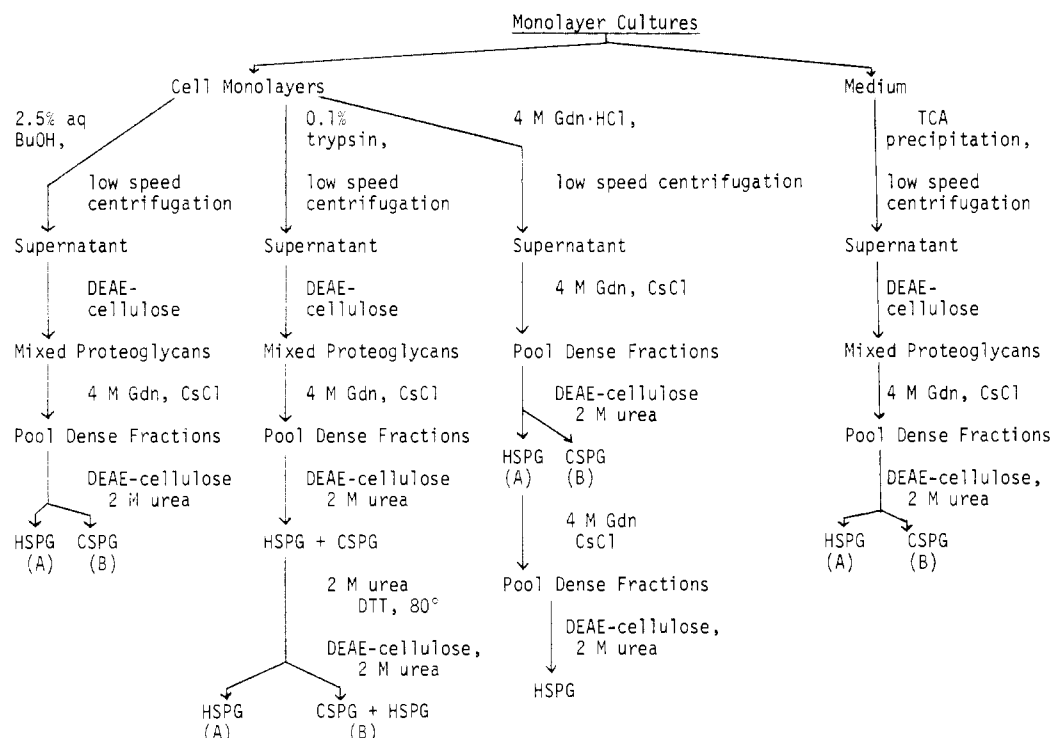 Monolayer Cultures
Cell Monolayers
Medium
2.5% aq
BuOH,
low speed
centrifugation
Supernatant
DEAE-
cellulose
Mixed Proteoglycans
4 M Gdn, CsCl
Pool Dense Fractions
DEAE-cellulose
2 M urea
HSPG CSPG
(A) (B)
0.1%
trypsin,
low speed
centrifugation
Supernatant
DEAE-
cellulose
Mixed Proteoglycans
4 M Gdn, CsCl
Pool Dense Fractions
DEAE-cellulose
2 M urea
HSPG + CSPG
2 M urea
DTT, 80°
DEAE-cellulose,
2 M urea
HSPG CSPG + HSPG
(A) (B)
4 M Gdn·HCl,
low speed centrifugation
Supernatant
4 M Gdn, CsCl
Pool Dense Fractions
DEAE-cellulose
2 M urea
HSPG CSPG
(A) (B)
4 M Gdn
CsCl
Pool Dense Fractions
DEAE-cellulose,
2 M urea
HSPG
TCA
precipitation,
low speed
centrifugation
Supernatant
DEAE-
cellulose
Mixed Proteoglycans
4 M Gdn, CsCl
Pool Dense Fractions
DEAE-cellulose,
2 M urea
HSPG CSPG
(A) (B)